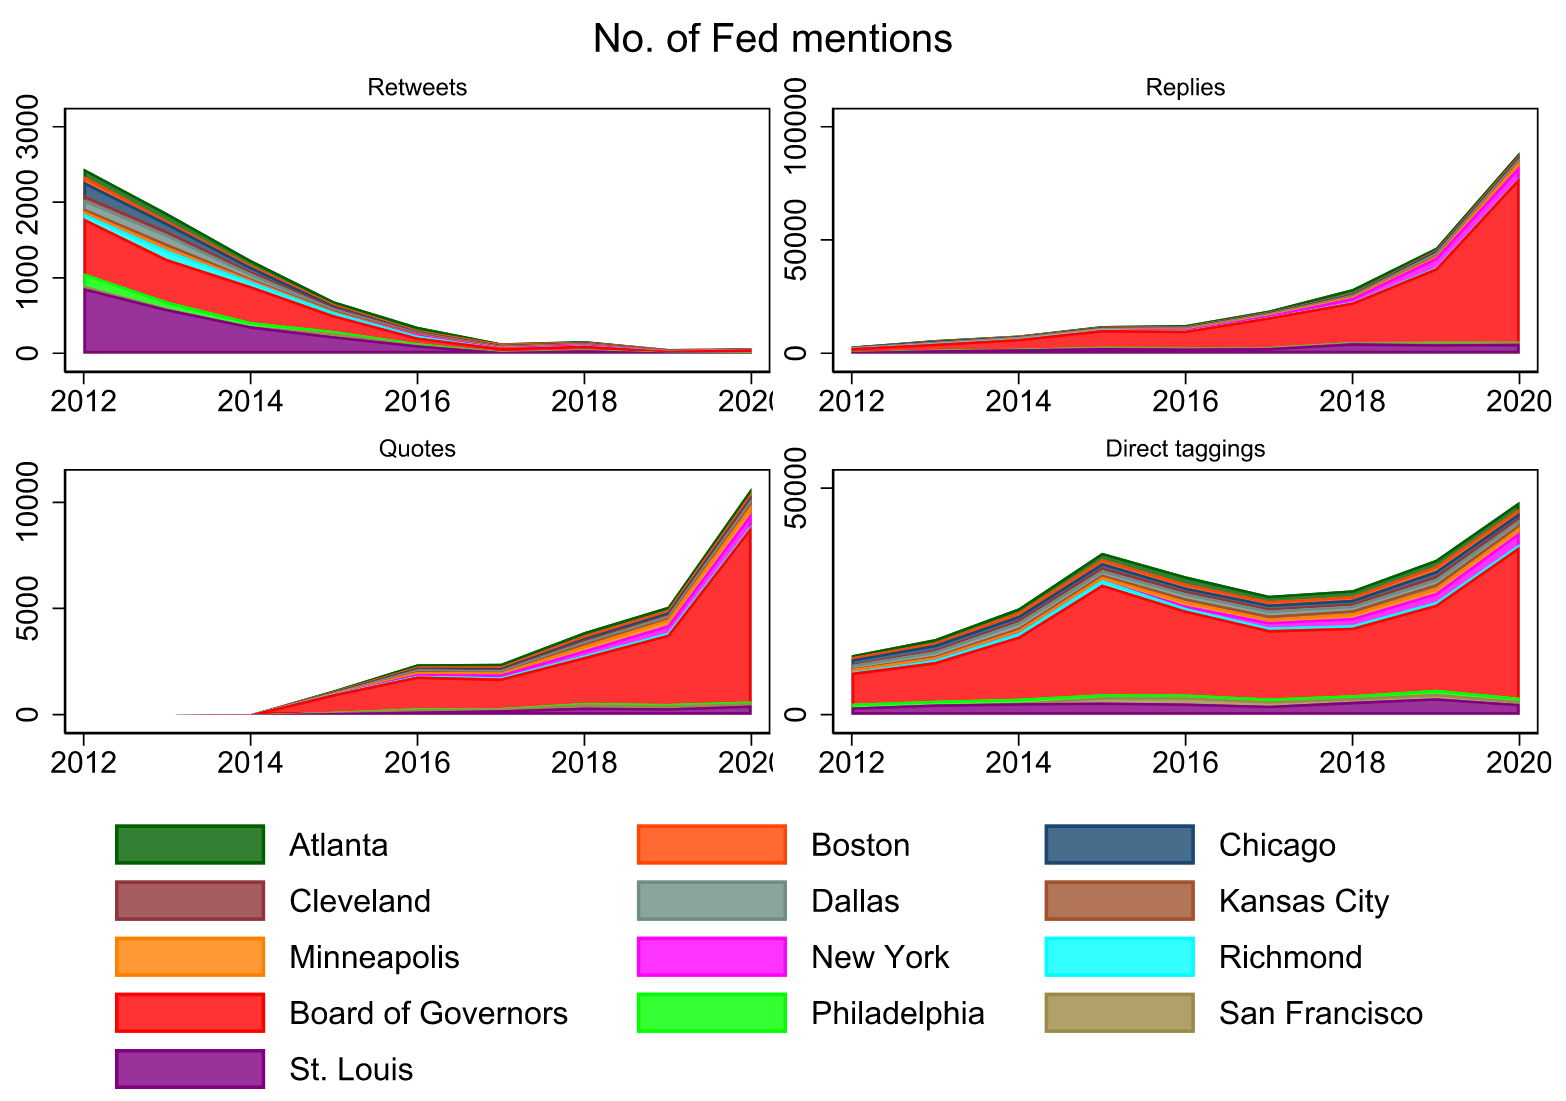 No. of Fed mentions
Retweets
3000
2000
1000
0
2012 2014 2016 2018 2020
Replies
100000
50000
0
2012 2014 2016 2018 2020
Quotes
10000
5000
0
2012 2014 2016 2018 2020
Direct taggings
50000
0
2012 2014 2016 2018 2020
Atlanta Boston Chicago
Cleveland Dallas Kansas City
Minneapolis New York Richmond
Board of Governors Philadelphia San Francisco
St. Louis